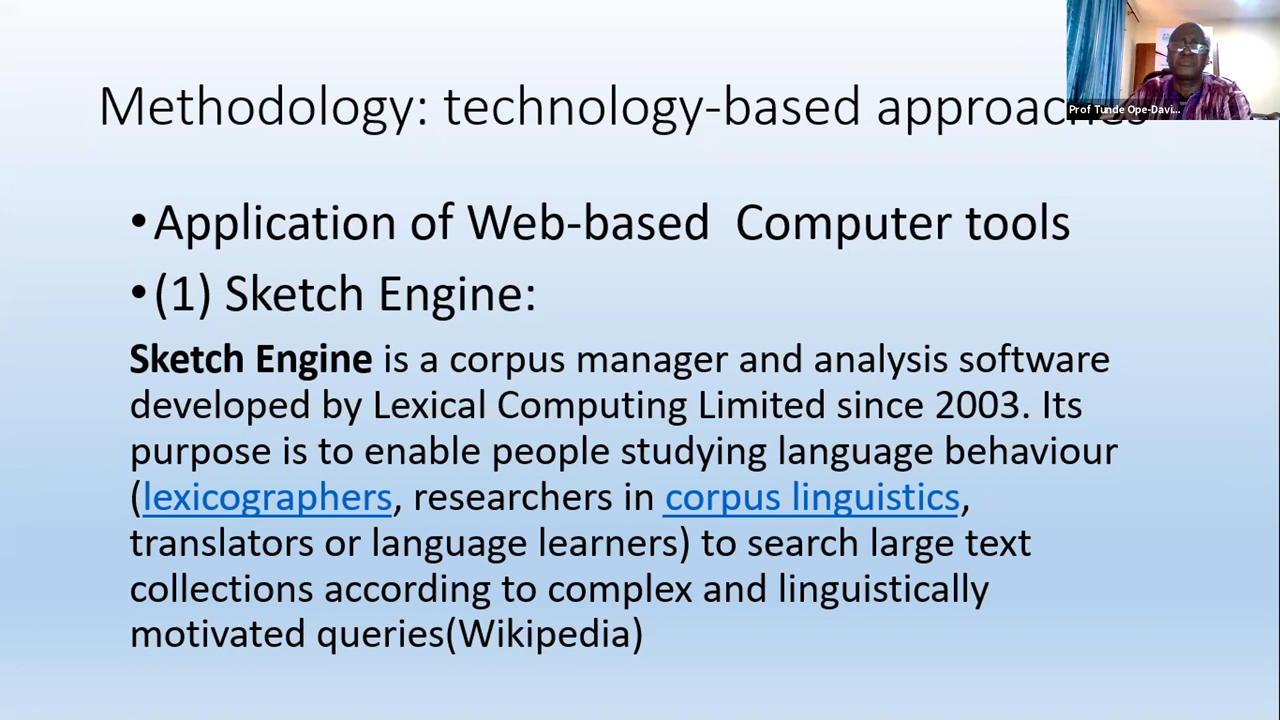 Methodology: technology-based approaches
Prof Tunde Ope-Davi...
•Application of Web-based  Computer tools
•(1) Sketch Engine:
Sketch Engine is a corpus manager and analysis software
developed by Lexical Computing Limited since 2003. Its
purpose is to enable people studying language behaviour
(lexicographers, researchers in corpus linguistics,
translators or language learners) to search large text
collections according to complex and linguistically
motivated queries(Wikipedia)